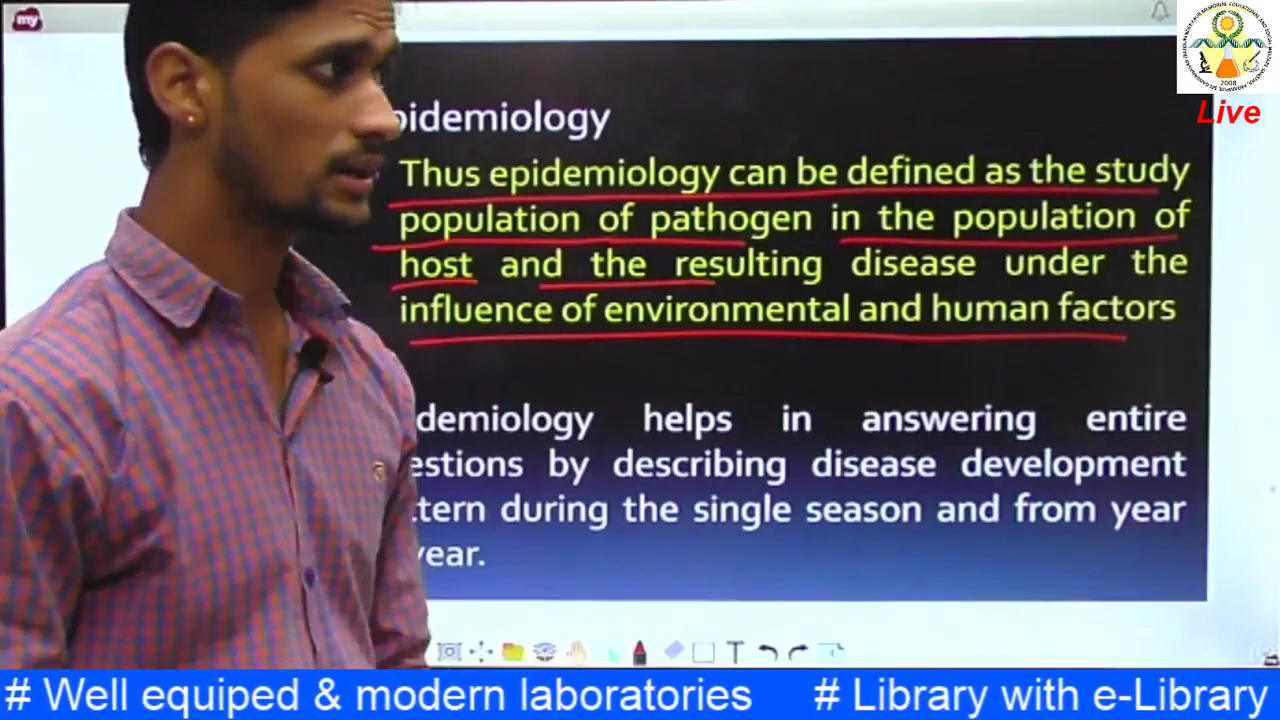 my
Live
2008
pidemiology
Thus epidemiology can be defined as the study
population of pathogen in the population of
host and the resulting disease under the
influence of environmental and human factors
demiology helps in answering entire
estions by describing disease development
tern during the single season and from year
year.
T
# Well equiped & modern laboratories # Library with e-Library